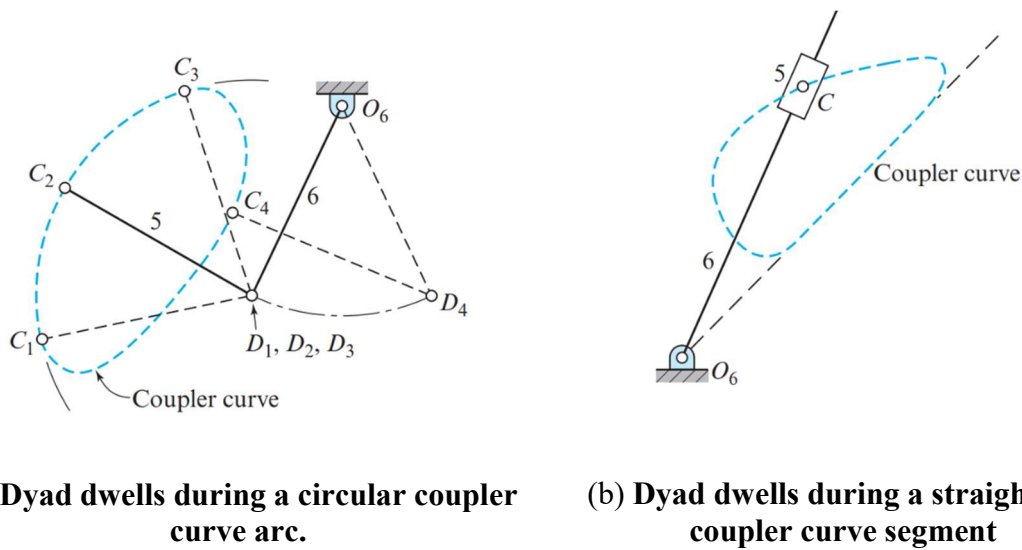 C₃
O₆
C₂
5
C₄
6
C₁
D₄
D₁, D₂, D₃
Coupler curve
Dyad dwells during a circular coupler
curve arc.
5
C
Coupler curve
6
O₆
(b) Dyad dwells during a straigh
coupler curve segment